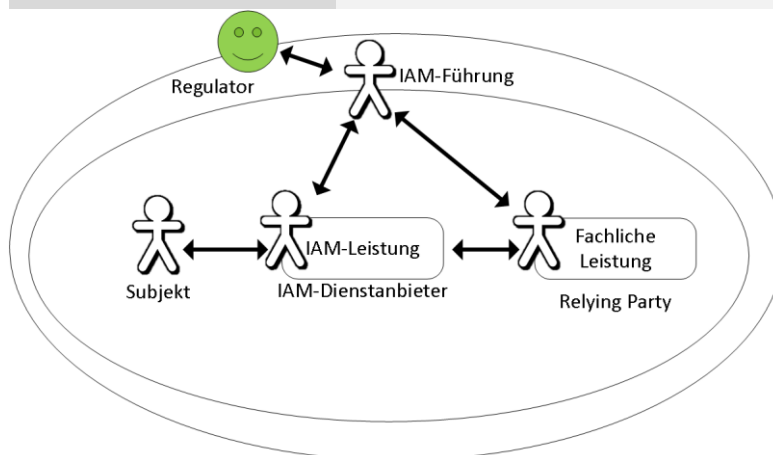 Regulator
IAM-Führung
IAM-Leistung
IAM-Dienstanbieter
Subjekt
Fachliche
Leistung
Relying Party